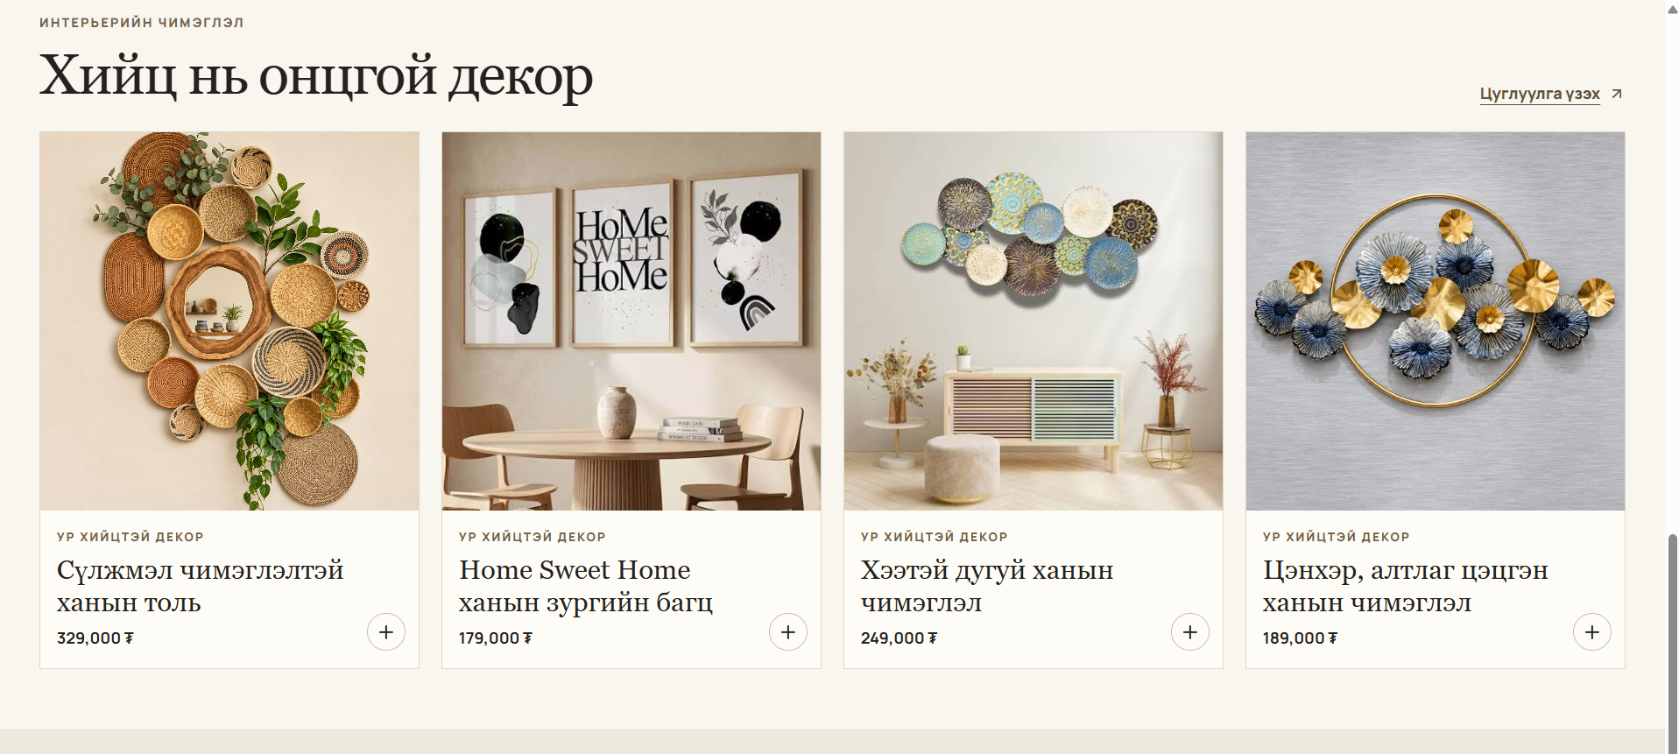 ИНТЕРЬЕРИЙН ЧИМЭГЛЭЛ
Хийц нь онцгой декор
Цуглуулга үзэх
HoMe
SWEET
HoMe
WABI-SABI
УР ХИЙЦТЭЙ ДЕКОР
Сүлжмэл чимэглэлтэй
ханын толь
329,000 ₮
УР ХИЙЦТЭЙ ДЕКОР
Home Sweet Home
ханын зургийн багц
179,000 ₮
УР ХИЙЦТЭЙ ДЕКОР
Хээтэй дугуй ханын
чимэглэл
249,000 ₮
УР ХИЙЦТЭЙ ДЕКОР
Цэнхэр, алтлаг цэцгэн
ханын чимэглэл
189,000 ₮